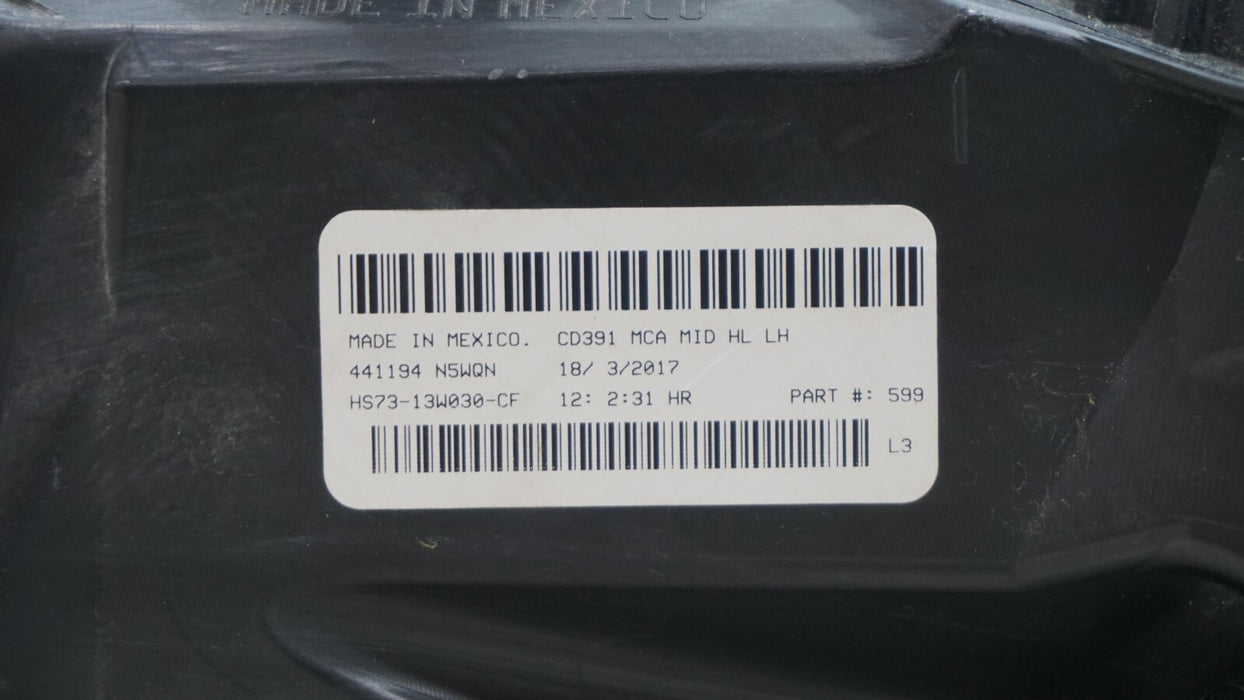 MADE IN MEXICO
MADE IN MEXICO. CD391 MCA MID HL LH
441194 N5WQN 18/ 3/2017
HS73-13W030-CF 12: 2:31 HR PART #: 599
L3